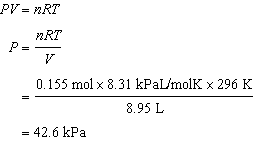 PV = nRT
P = nRT / V
= 0.155 mol × 8.31 kPaL/molK × 296 K / 8.95 L
= 42.6 kPa